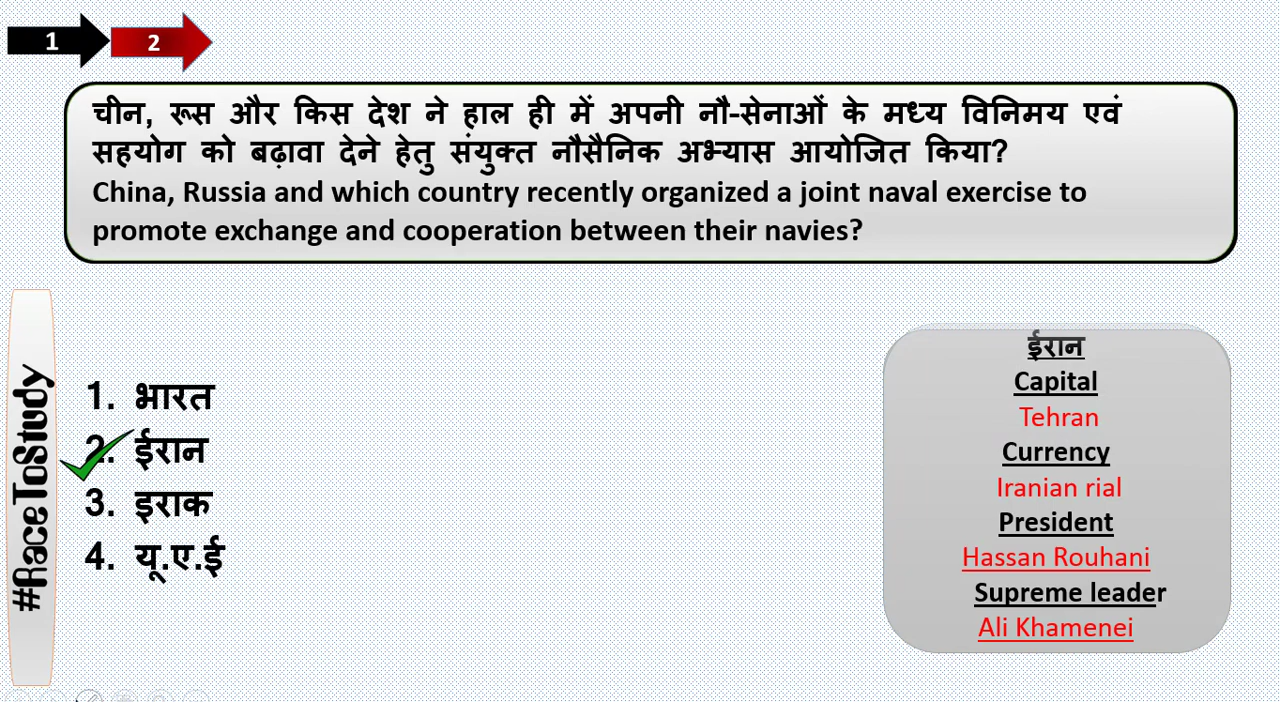 1
2
चीन, रूस और किस देश ने हाल ही में अपनी नौ-सेनाओं के मध्य विनिमय एवं
सहयोग को बढ़ावा देने हेतु संयुक्त नौसैनिक अभ्यास आयोजित किया?
China, Russia and which country recently organized a joint naval exercise to
promote exchange and cooperation between their navies?
#RaceToStudy
1. भारत
2. ईरान
3. इराक
4. यू.ए.ई
ईरान
Capital
Tehran
Currency
Iranian rial
President
Hassan Rouhani
Supreme leader
Ali Khamenei